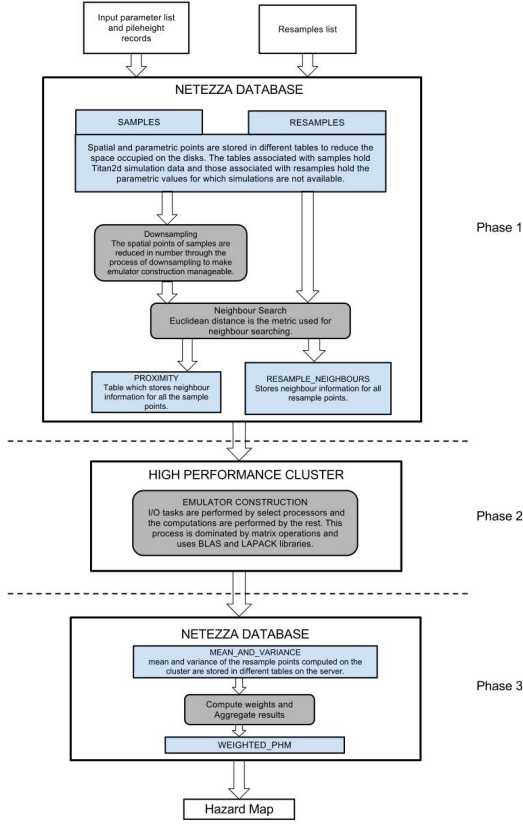 Input parameter list
and pileheight
records
Resamples list
NETEZZA DATABASE
SAMPLES
RESAMPLES
Spatial and parametric points are stored in different tables to reduce the
space occupied on the disks. The tables associated with samples hold
Titan2d simulation data and those associated with resamples hold the
parametric values for which simulations are not available.
Phase 1
Downsampling
The spatial points of samples are
reduced in number through the
process of downsampling to make
emulator construction manageable.
Neighbour Search
Euclidean distance is the metric used for
neighbour searching.
PROXIMITY
Table which stores neighbour
information for all the sample
points.
RESAMPLE_NEIGHBOURS
Stores neighbour information for all
resample points.
HIGH PERFORMANCE CLUSTER
EMULATOR CONSTRUCTION
I/O tasks are performed by select processors and
the computations are performed by the rest. This
process is dominated by matrix operations and
uses BLAS and LAPACK libraries.
Phase 2
NETEZZA DATABASE
MEAN_AND_VARIANCE
mean and variance of the resample points computed on the
cluster are stored in different tables on the server.
Phase 3
Compute weights and
Aggregate results
WEIGHTED_PHM
Hazard Map